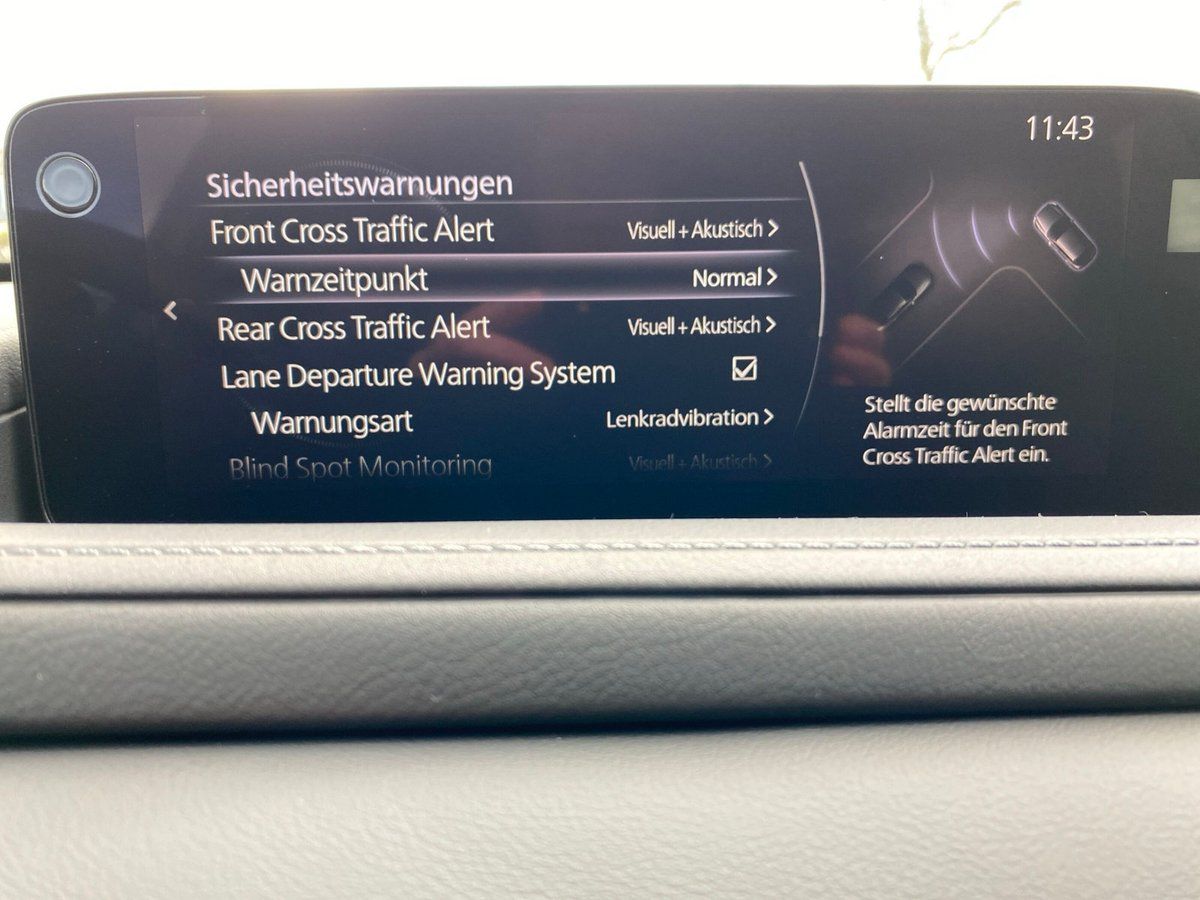 11:43
Sicherheitswarnungen
Front Cross Traffic Alert Visuell + Akustisch >
Warnzeitpunkt Normal >
<
Rear Cross Traffic Alert Visuell + Akustisch >
Lane Departure Warning System ☑
Warnungsart Lenkradvibration >
Blind Spot Monitoring Visuell + Akustisch >
Stellt die gewünschte
Alarmzeit für den Front
Cross Traffic Alert ein.